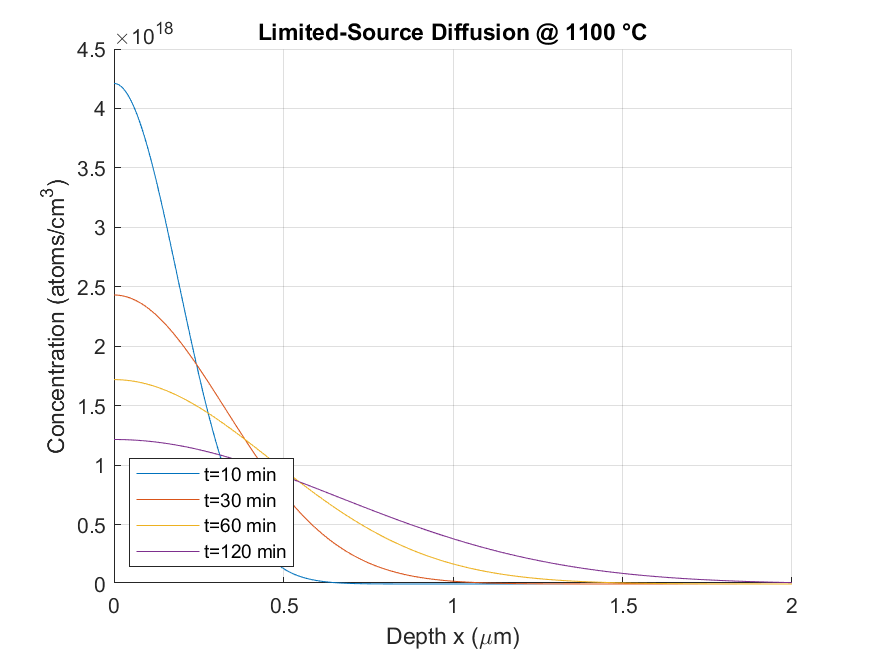 Limited-Source Diffusion @ 1100 °C
×10^18
4.5
4
3.5
3
2.5
2
1.5
1
0.5
0
Concentration (atoms/cm^3)
t=10 min
t=30 min
t=60 min
t=120 min
0 0.5 1 1.5 2
Depth x (μm)